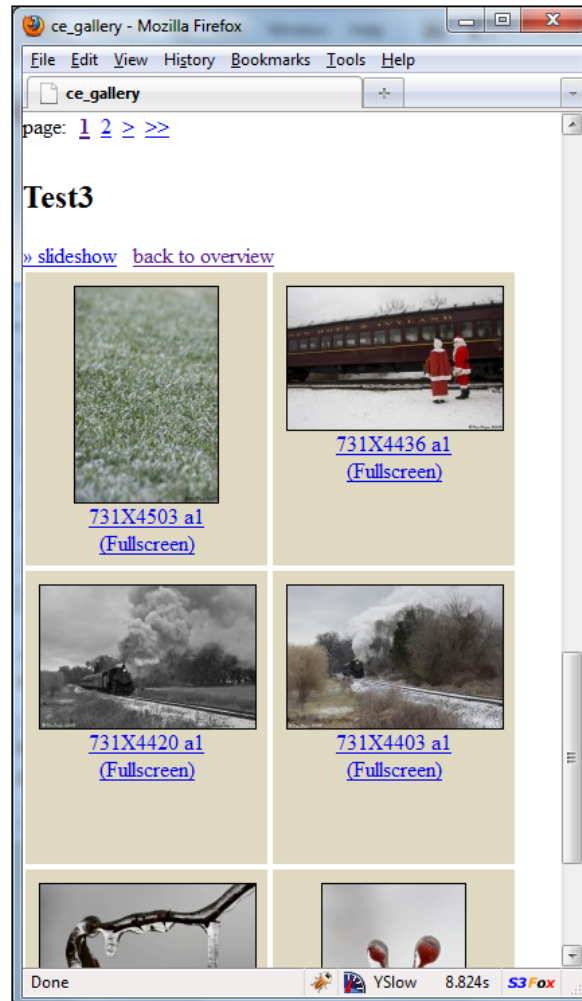 ce_gallery - Mozilla Firefox
File Edit View History Bookmarks Tools Help
ce_gallery
page: 1 2 > >>
Test3
» slideshow back to overview
731X4503 a1
(Fullscreen)
731X4436 a1
(Fullscreen)
731X4420 a1
(Fullscreen)
731X4403 a1
(Fullscreen)
Done YSlow 8.824s S3Fox